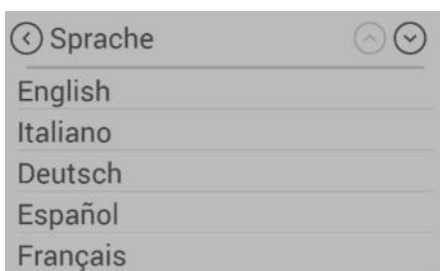 Sprache
English
Italiano
Deutsch
Español
Français